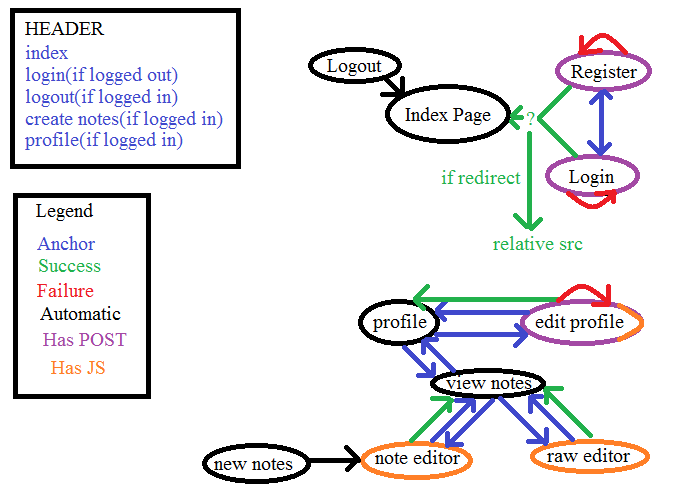 HEADER
index
login(if logged out)
logout(if logged in)
create notes(if logged in)
profile(if logged in)
Logout
Register
Index Page
?
Login
if redirect
relative src
Legend
Anchor
Success
Failure
Automatic
Has POST
Has JS
profile
edit profile
view notes
new notes
note editor
raw editor